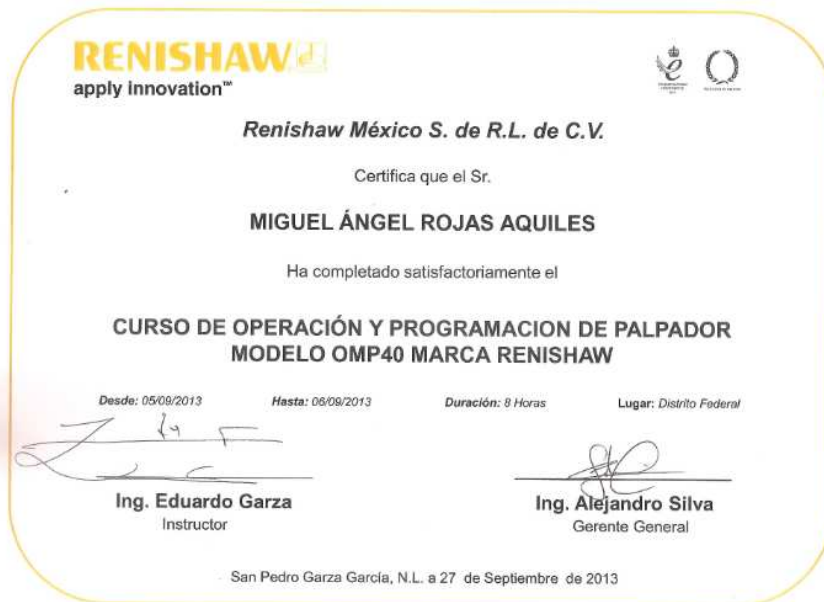 RENISHAW
apply innovation™
Renishaw México S. de R.L. de C.V.
Certifica que el Sr.
MIGUEL ÁNGEL ROJAS AQUILES
Ha completado satisfactoriamente el
CURSO DE OPERACIÓN Y PROGRAMACION DE PALPADOR
MODELO OMP40 MARCA RENISHAW
Desde: 05/09/2013 Hasta: 06/09/2013 Duración: 8 Horas Lugar: Distrito Federal
Ing. Eduardo Garza
Instructor
Ing. Alejandro Silva
Gerente General
San Pedro Garza García, N.L. a 27 de Septiembre de 2013